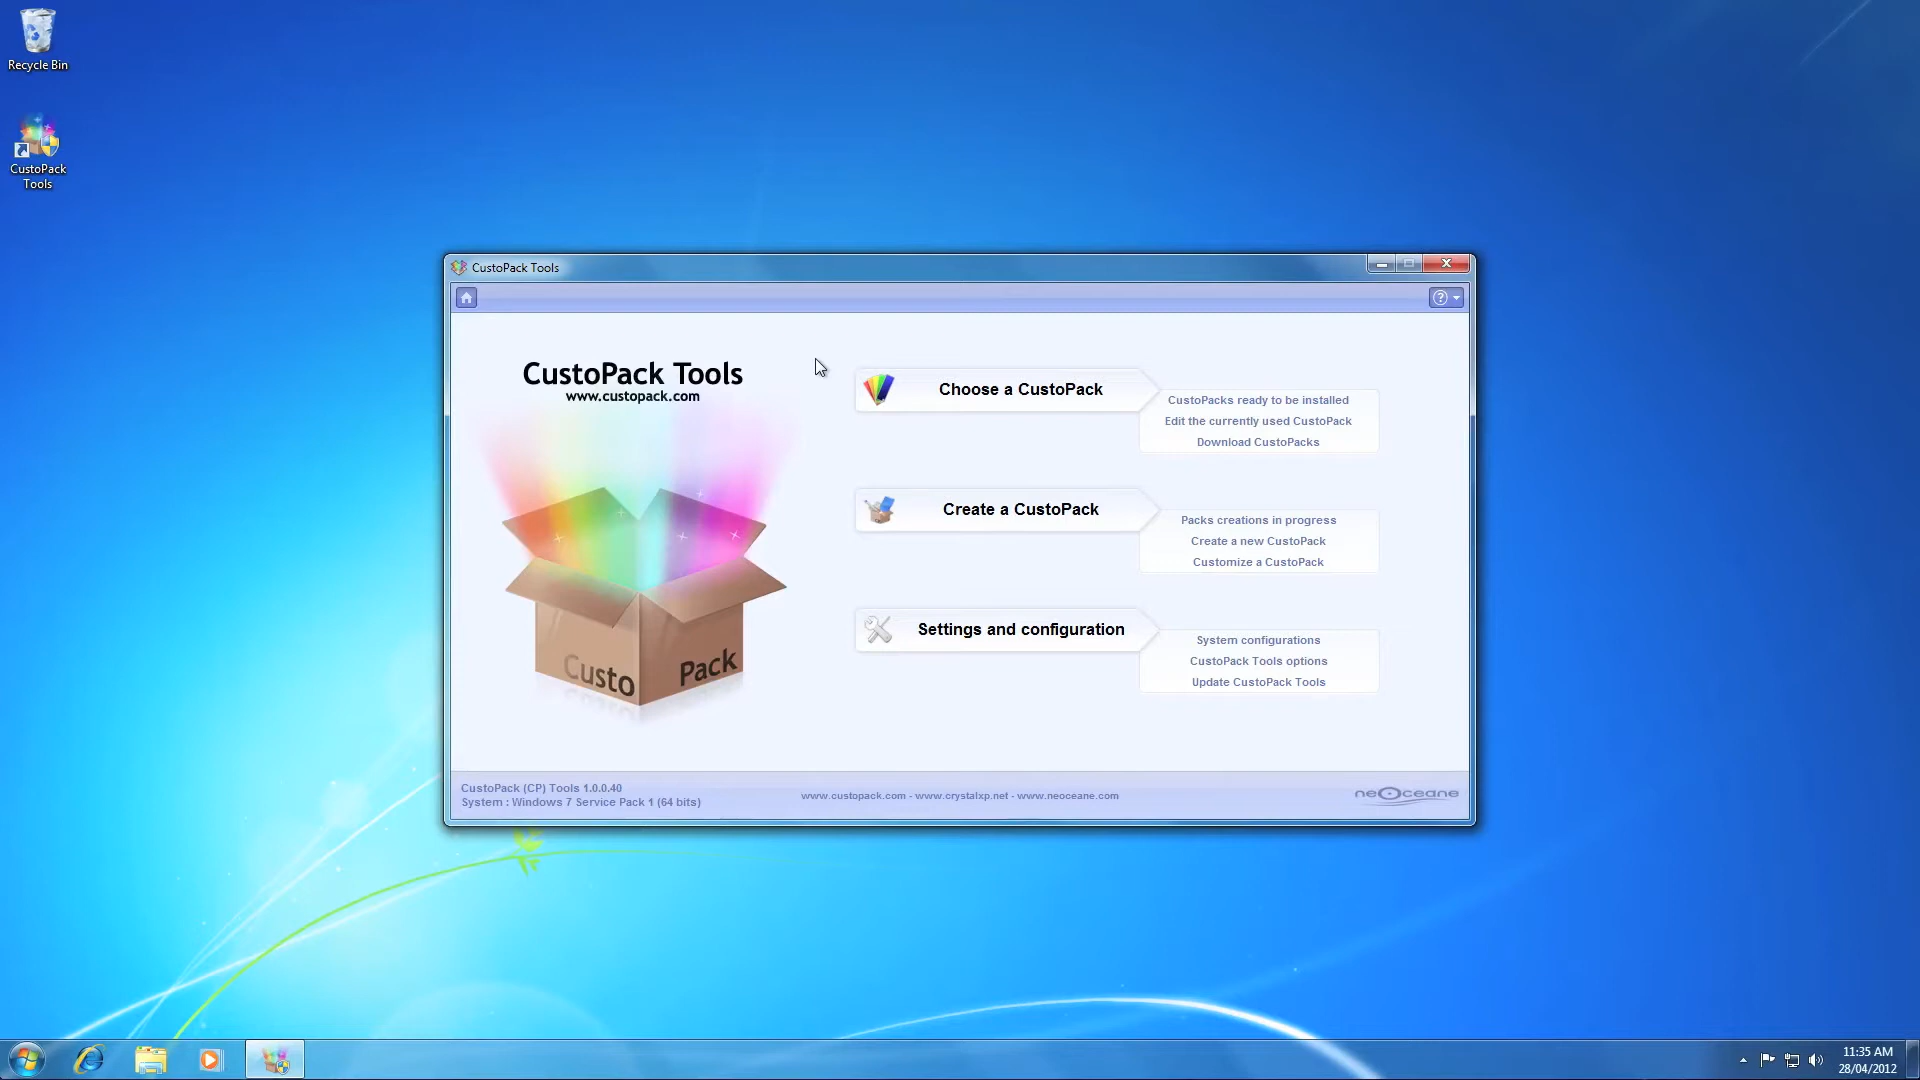 Recycle Bin
CustoPack
Tools
CustoPack Tools
CustoPack Tools
www.custopack.com
Custo Pack
Choose a CustoPack
CustoPacks ready to be installed
Edit the currently used CustoPack
Download CustoPacks
Create a CustoPack
Packs creations in progress
Create a new CustoPack
Customize a CustoPack
Settings and configuration
System configurations
CustoPack Tools options
Update CustoPack Tools
CustoPack (CP) Tools 1.0.0.40
System : Windows 7 Service Pack 1 (64 bits)
www.custopack.com - www.crystalxp.net - www.neoceane.com
neOceane
11:35 AM
28/04/2012